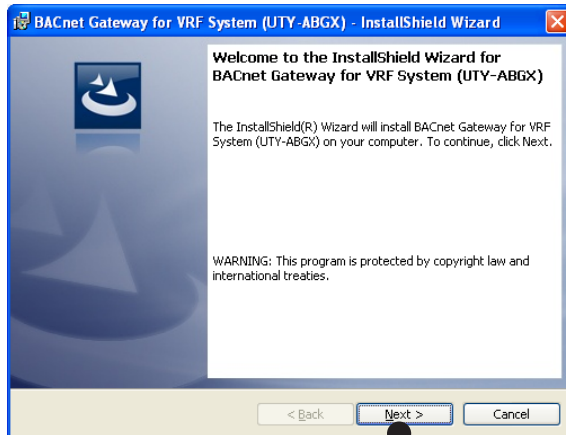 BACnet Gateway for VRF System (UTY-ABGX) - InstallShield Wizard
Welcome to the InstallShield Wizard for
BACnet Gateway for VRF System (UTY-ABGX)
The InstallShield(R) Wizard will install BACnet Gateway for VRF
System (UTY-ABGX) on your computer. To continue, click Next.
WARNING: This program is protected by copyright law and
international treaties.
< Back Next > Cancel